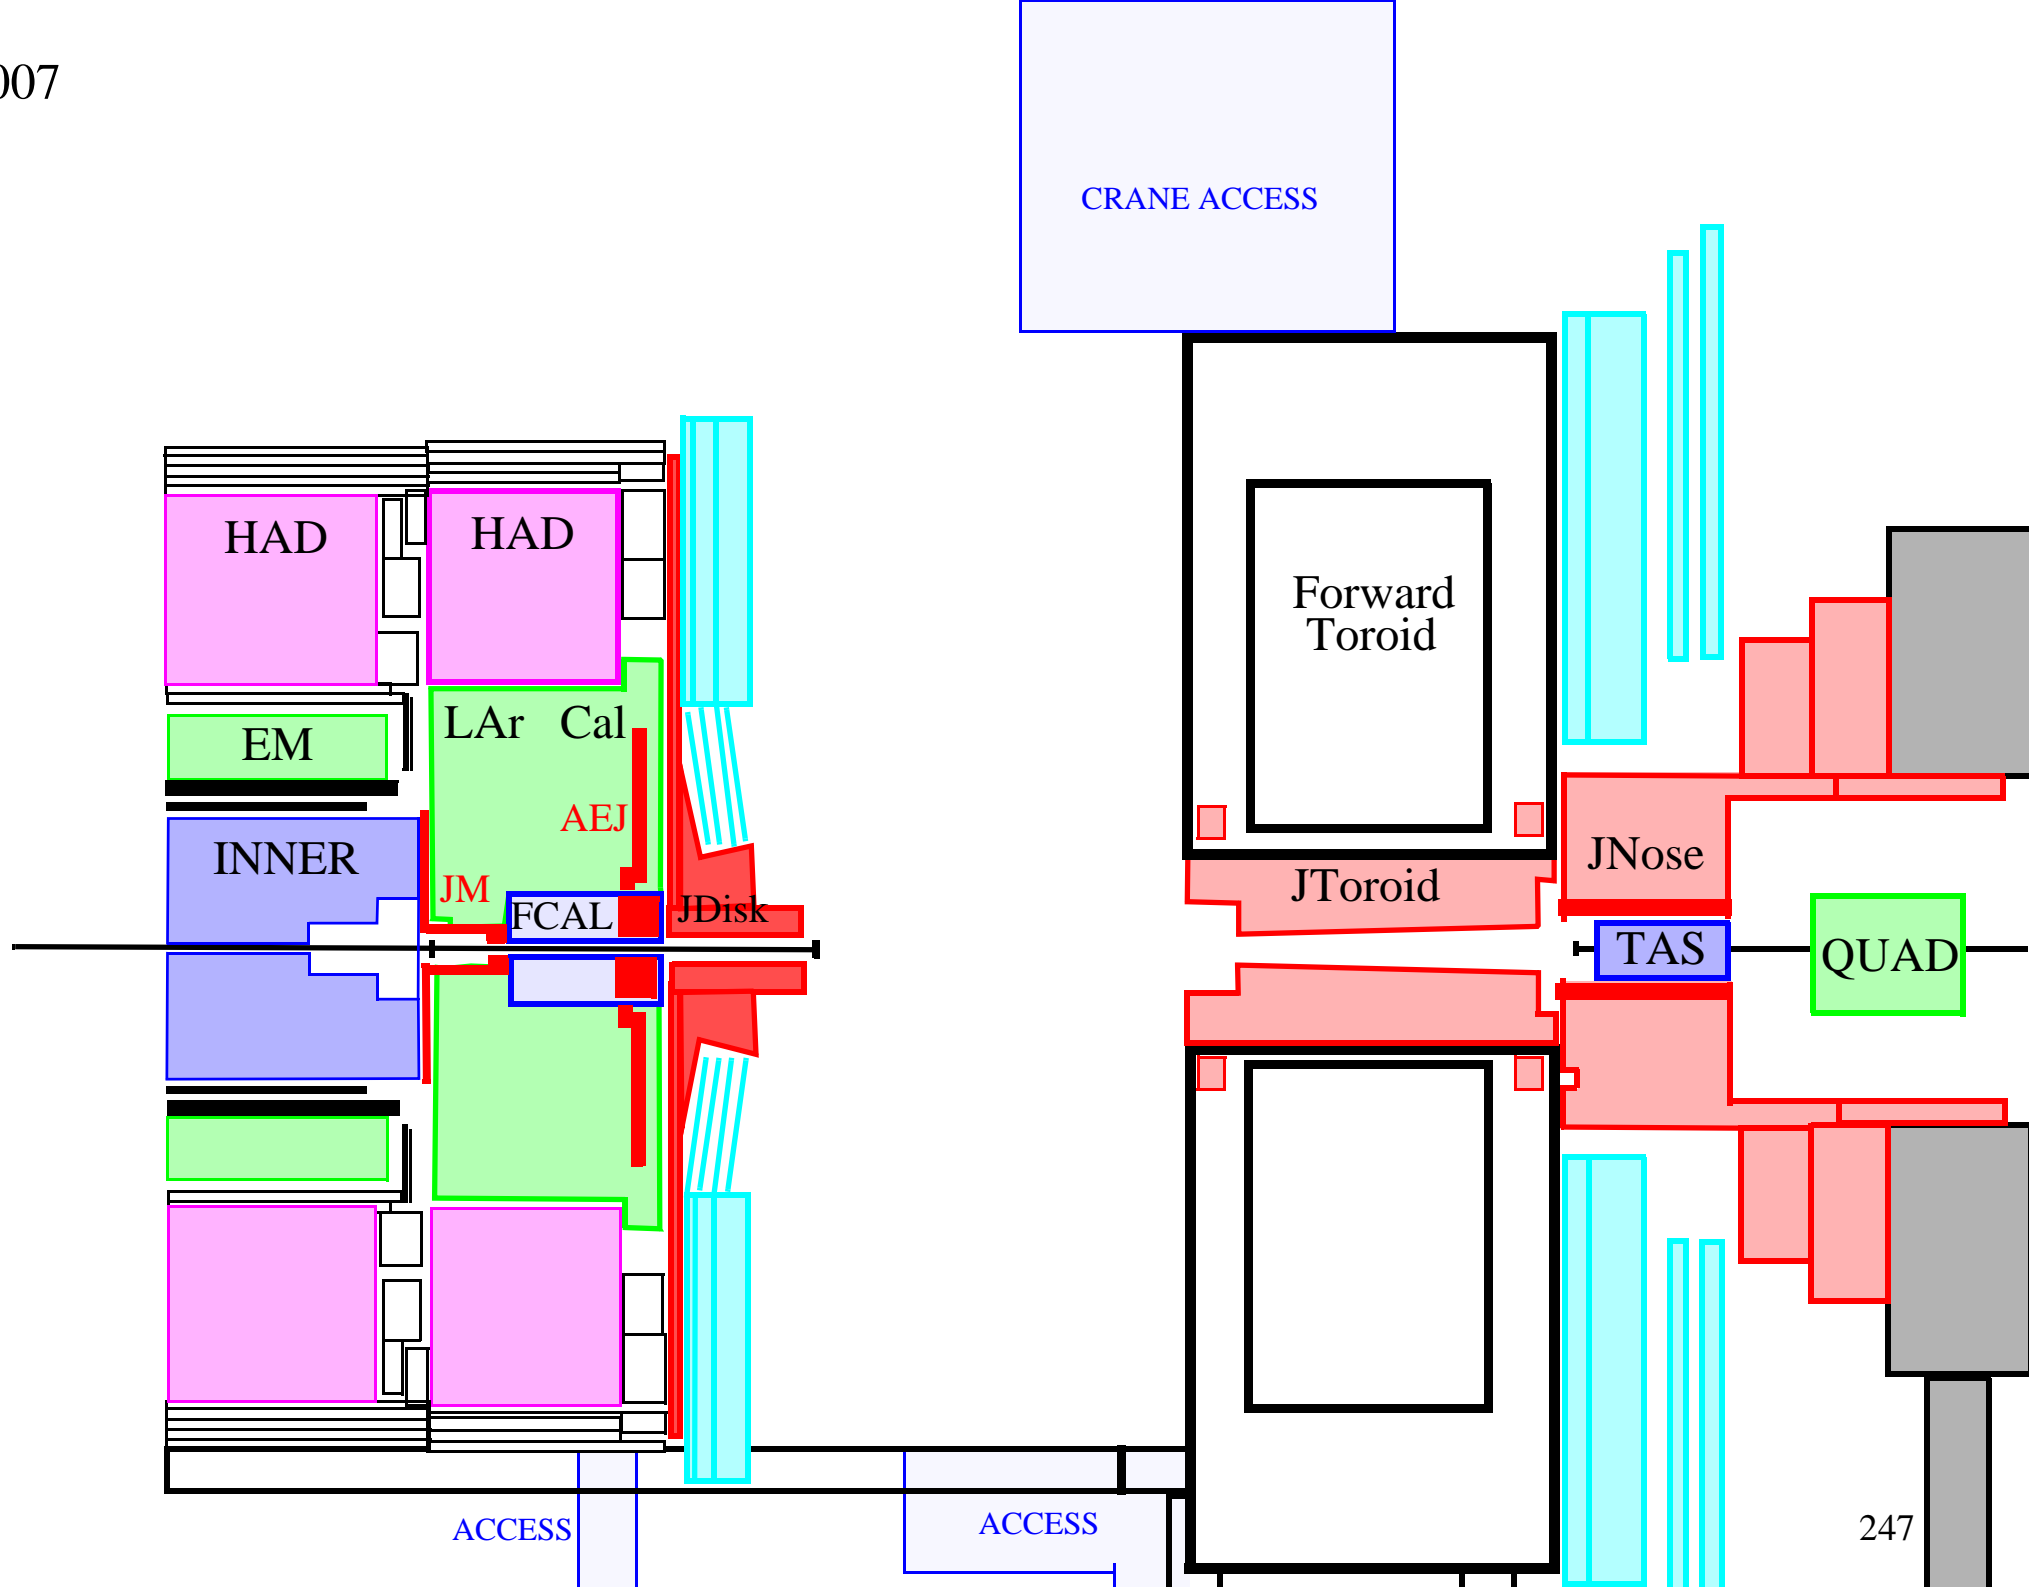 007
CRANE ACCESS
HAD
HAD
Forward
Toroid
LAr Cal
EM
AEJ
INNER
JM
FCAL
JDisk
JToroid
JNose
TAS
QUAD
ACCESS
ACCESS
247